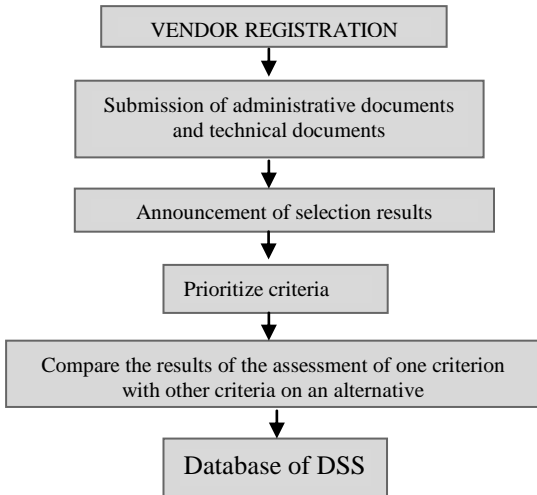 VENDOR REGISTRATION
Submission of administrative documents
and technical documents
Announcement of selection results
Prioritize criteria
Compare the results of the assessment of one criterion
with other criteria on an alternative
Database of DSS